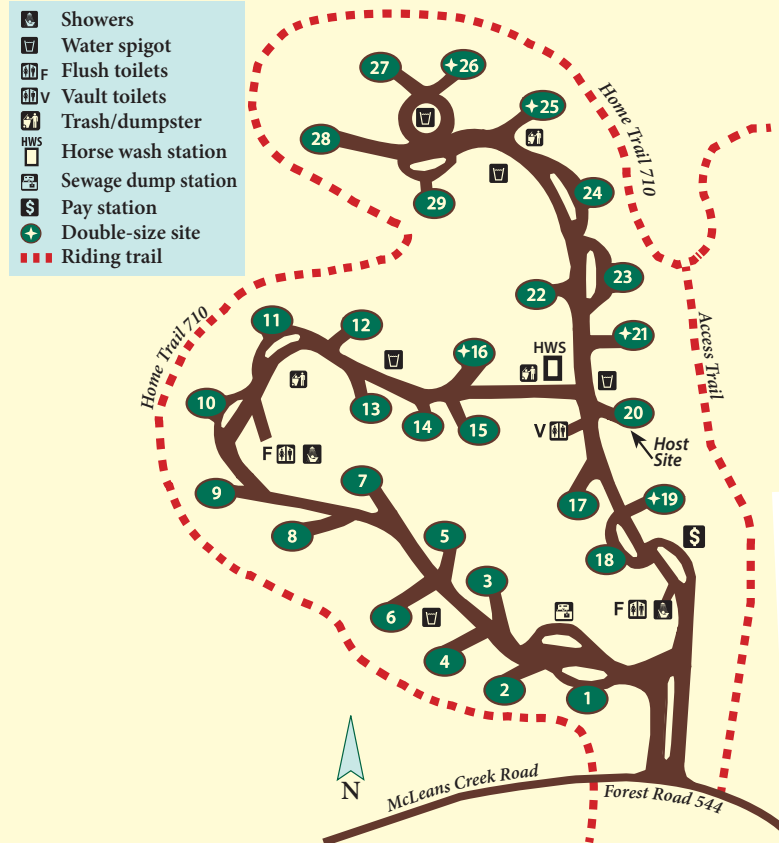 Showers
Water spigot
F Flush toilets
V Vault toilets
Trash/dumpster
HWS
Horse wash station
Sewage dump station
$ Pay station
Double-size site
Riding trail
27
26
25
28
24
29
Home Trail 710
23
22
21
Access Trail
11
12
16
HWS
Home Trail 710
10
13
14
15
20
V
Host
Site
F
7
9
17
19
8
5
18
$
3
6
F
4
2
1
N
McLeans Creek Road
Forest Road 544